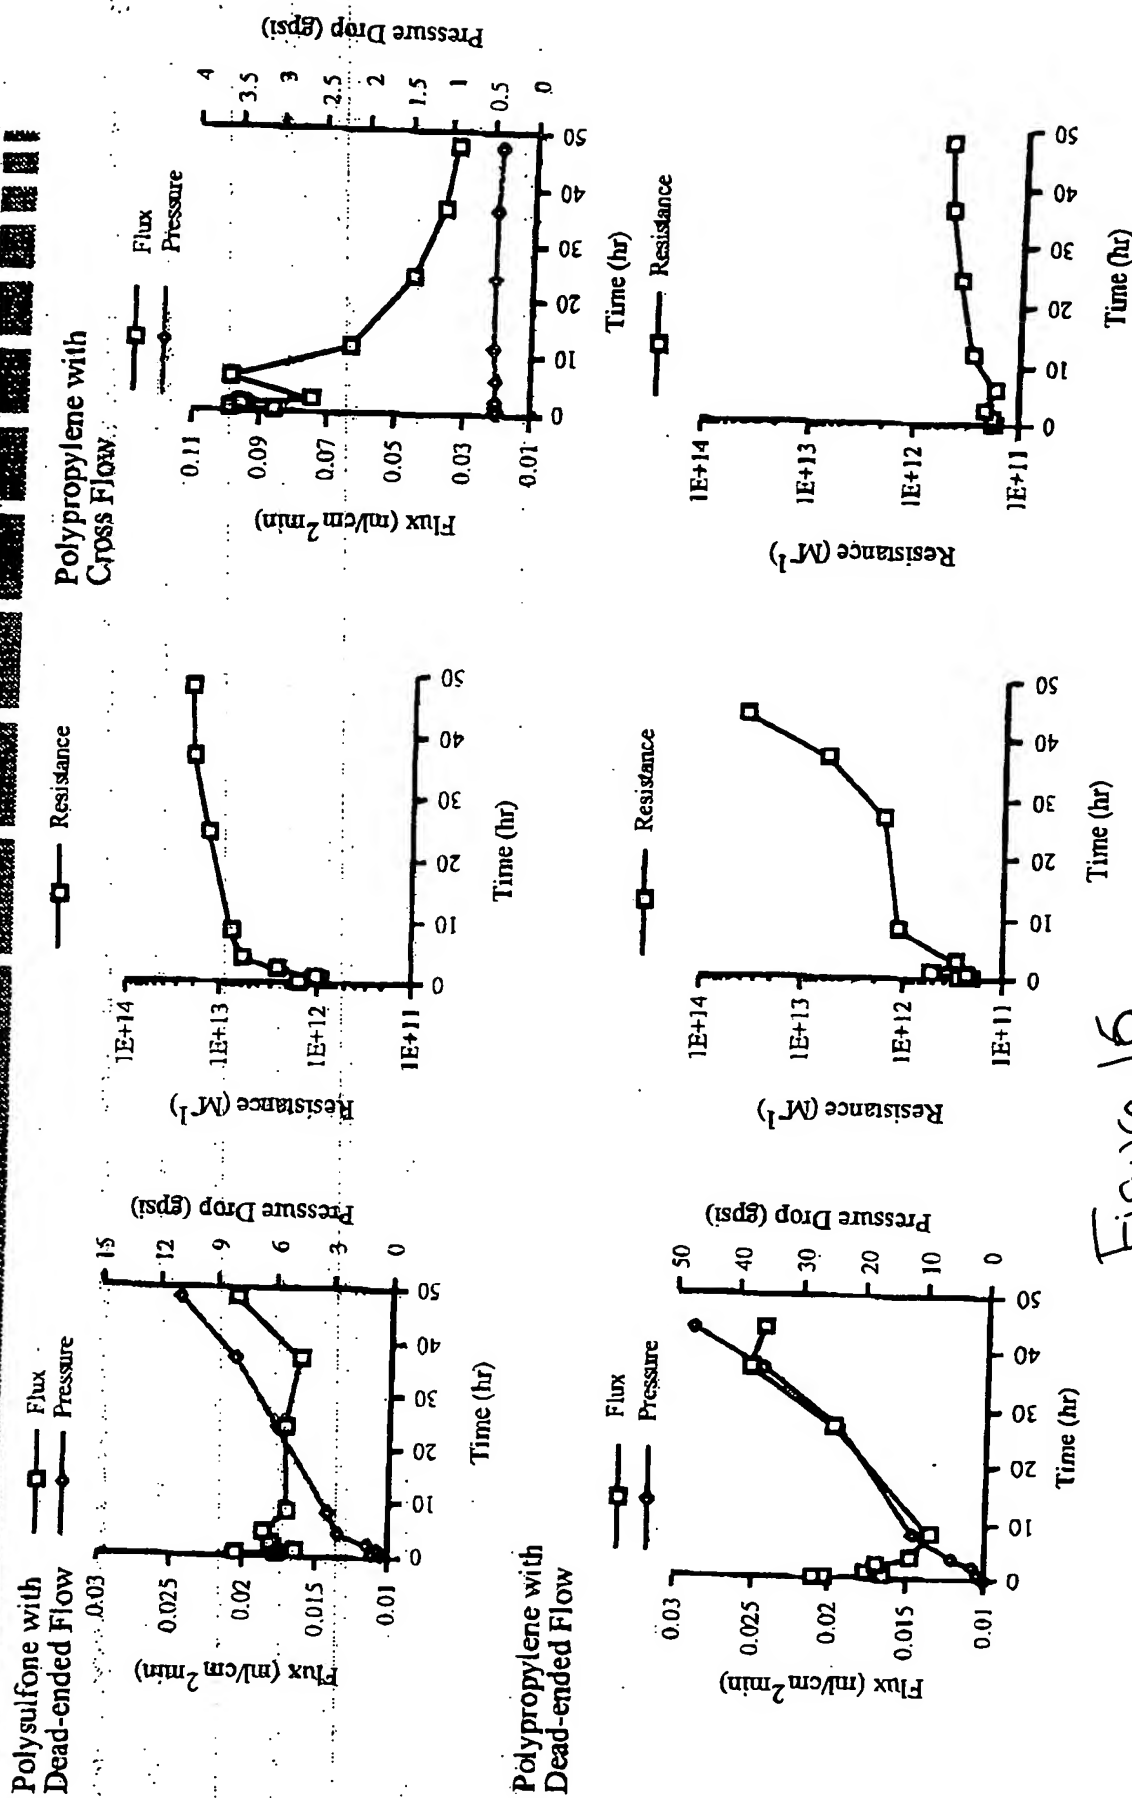 Polysulfone with
Dead-ended Flow
Flux
Pressure
Flux (ml/cm²min)
0.03
0.025
0.02
0.015
0.01
Pressure Drop (gpsi)
15
11
9
6
3
0
0
10
20
30
40
50
Time (hr)
Resistance
Resistance (M⁻¹)
1E+14
1E+13
1E+12
1E+11
0
10
20
30
40
50
Time (hr)
Polypropylene with
Cross Flow
Flux
Pressure
Flux (ml/cm²min)
0.11
0.09
0.07
0.05
0.03
0.01
Pressure Drop (gpsi)
4
3.5
3
2.5
2
1.5
1
0.5
0
0
10
20
30
40
50
Time (hr)
Polypropylene with
Dead-ended Flow
Flux
Pressure
Flux (ml/cm²min)
0.03
0.025
0.02
0.015
0.01
Pressure Drop (gpsi)
50
40
30
20
10
0
0
10
20
30
40
50
Time (hr)
Resistance
Resistance (M⁻¹)
1E+14
1E+13
1E+12
1E+11
0
10
20
30
40
50
Time (hr)
Resistance
Resistance (M⁻¹)
1E+14
1E+13
1E+12
1E+11
0
10
20
30
40
50
Time (hr)
Figure 16